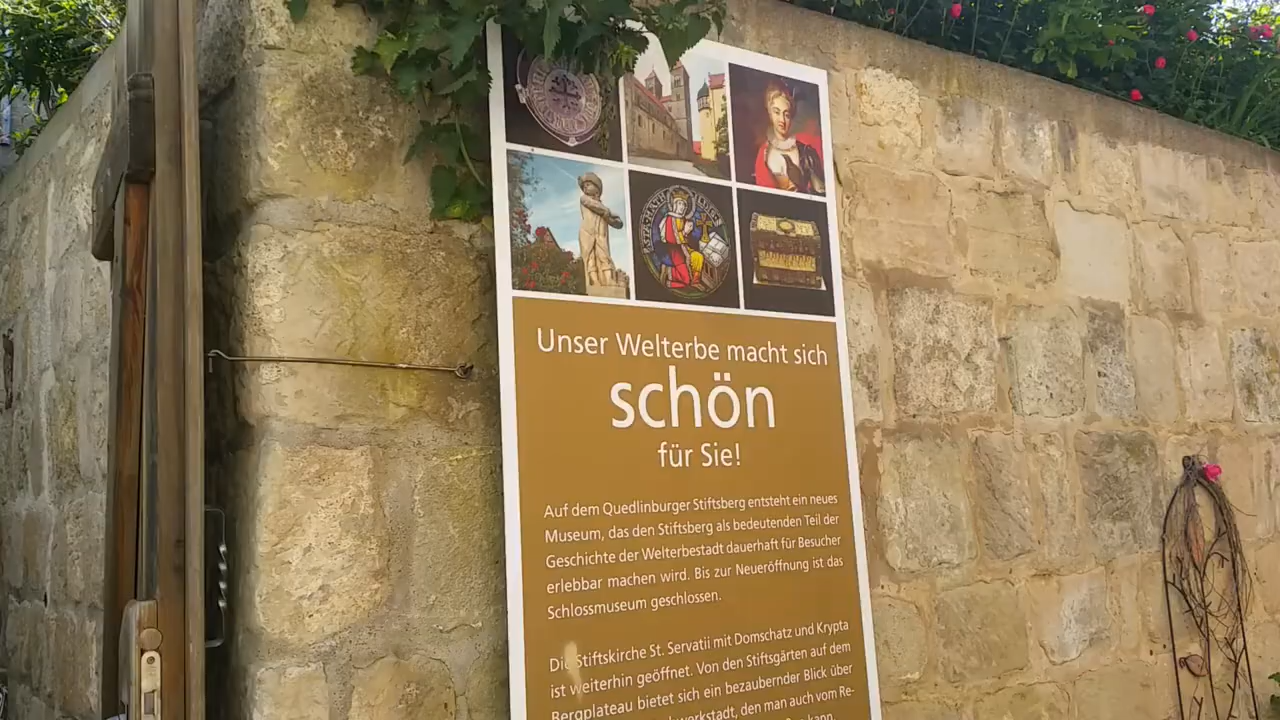 Unser Welterbe macht sich
schön
für Sie!
Auf dem Quedlinburger Stiftsberg entsteht ein neues
Museum, das den Stiftsberg als bedeutenden Teil der
Geschichte der Welterbestadt dauerhaft für Besucher
erlebbar machen wird. Bis zur Neueröffnung ist das
Schlossmuseum geschlossen.
Die Stiftskirche St. Servatii mit Domschatz und Krypta
ist weiterhin geöffnet. Von den Stiftsgärten auf dem
Bergplateau bietet sich ein bezaubernder Blick über
den man auch vom Re-
kann.